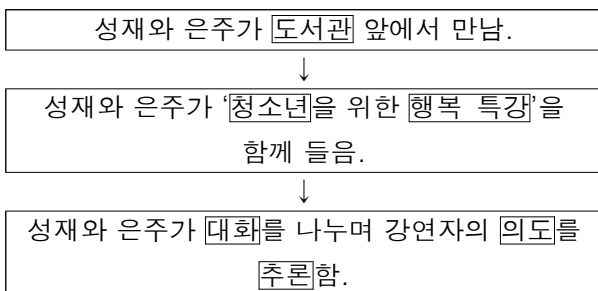 성재와 은주가 도서관 앞에서 만남.
↓
성재와 은주가 ‘청소년을 위한 행복 특강’을
함께 들음.
↓
성재와 은주가 대화를 나누며 강연자의 의도를
추론함.